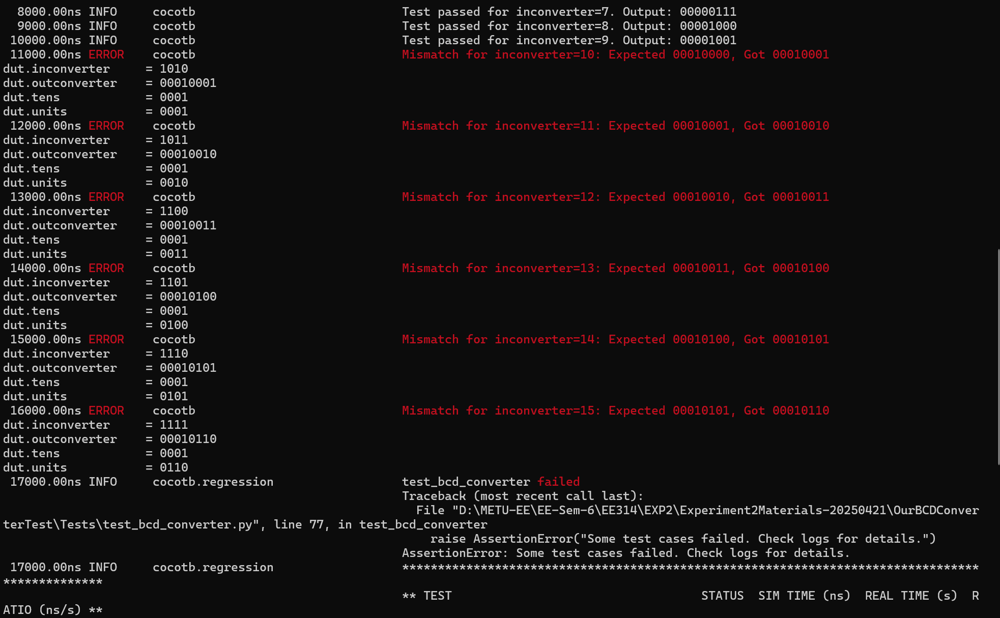 8000.00ns INFO     cocotb                             Test passed for inconverter=7. Output: 00000111
9000.00ns INFO     cocotb                             Test passed for inconverter=8. Output: 00001000
10000.00ns INFO     cocotb                             Test passed for inconverter=9. Output: 00001001
11000.00ns ERROR    cocotb                             Mismatch for inconverter=10: Expected 00010000, Got 00010001
dut.inconverter     = 1010
dut.outconverter    = 00010001
dut.tens            = 0001
dut.units           = 0001
12000.00ns ERROR    cocotb                             Mismatch for inconverter=11: Expected 00010001, Got 00010010
dut.inconverter     = 1011
dut.outconverter    = 00010010
dut.tens            = 0001
dut.units           = 0010
13000.00ns ERROR    cocotb                             Mismatch for inconverter=12: Expected 00010010, Got 00010011
dut.inconverter     = 1100
dut.outconverter    = 00010011
dut.tens            = 0001
dut.units           = 0011
14000.00ns ERROR    cocotb                             Mismatch for inconverter=13: Expected 00010011, Got 00010100
dut.inconverter     = 1101
dut.outconverter    = 00010100
dut.tens            = 0001
dut.units           = 0100
15000.00ns ERROR    cocotb                             Mismatch for inconverter=14: Expected 00010100, Got 00010101
dut.inconverter     = 1110
dut.outconverter    = 00010101
dut.tens            = 0001
dut.units           = 0101
16000.00ns ERROR    cocotb                             Mismatch for inconverter=15: Expected 00010101, Got 00010110
dut.inconverter     = 1111
dut.outconverter    = 00010110
dut.tens            = 0001
dut.units           = 0110
17000.00ns INFO     cocotb.regression                  test_bcd_converter failed
Traceback (most recent call last):
File "D:\METU-EE\EE-Sem-6\EE314\EXP2\Experiment2Materials-20250421\OurBCDConver
terTest\Tests\test_bcd_converter.py", line 77, in test_bcd_converter
raise AssertionError("Some test cases failed. Check logs for details.")
AssertionError: Some test cases failed. Check logs for details.
17000.00ns INFO     cocotb.regression                  *********************************************************************************
**************
** TEST                                   STATUS  SIM TIME (ns)  REAL TIME (s)  R
ATIO (ns/s) **